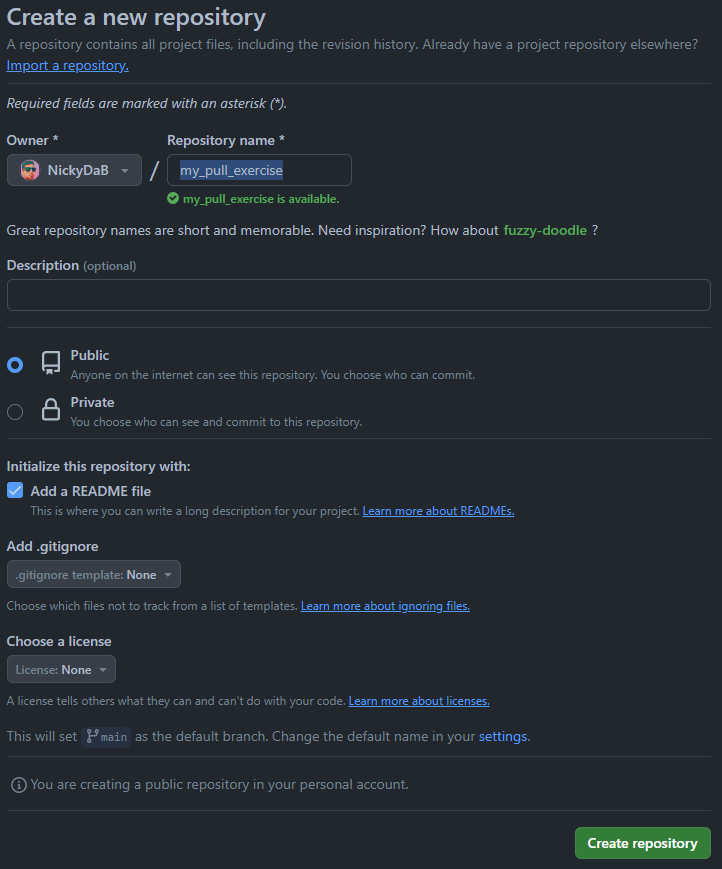 Create a new repository
A repository contains all project files, including the revision history. Already have a project repository elsewhere?
Import a repository.
Required fields are marked with an asterisk (*).
Owner * Repository name *
NickyDaB / my_pull_exercise
my_pull_exercise is available.
Great repository names are short and memorable. Need inspiration? How about fuzzy-doodle ?
Description (optional)
Public
Anyone on the internet can see this repository. You choose who can commit.
Private
You choose who can see and commit to this repository.
Initialize this repository with:
Add a README file
This is where you can write a long description for your project. Learn more about READMEs.
Add .gitignore
.gitignore template: None
Choose which files not to track from a list of templates. Learn more about ignoring files.
Choose a license
License: None
A license tells others what they can and can't do with your code. Learn more about licenses.
This will set main as the default branch. Change the default name in your settings.
You are creating a public repository in your personal account.
Create repository